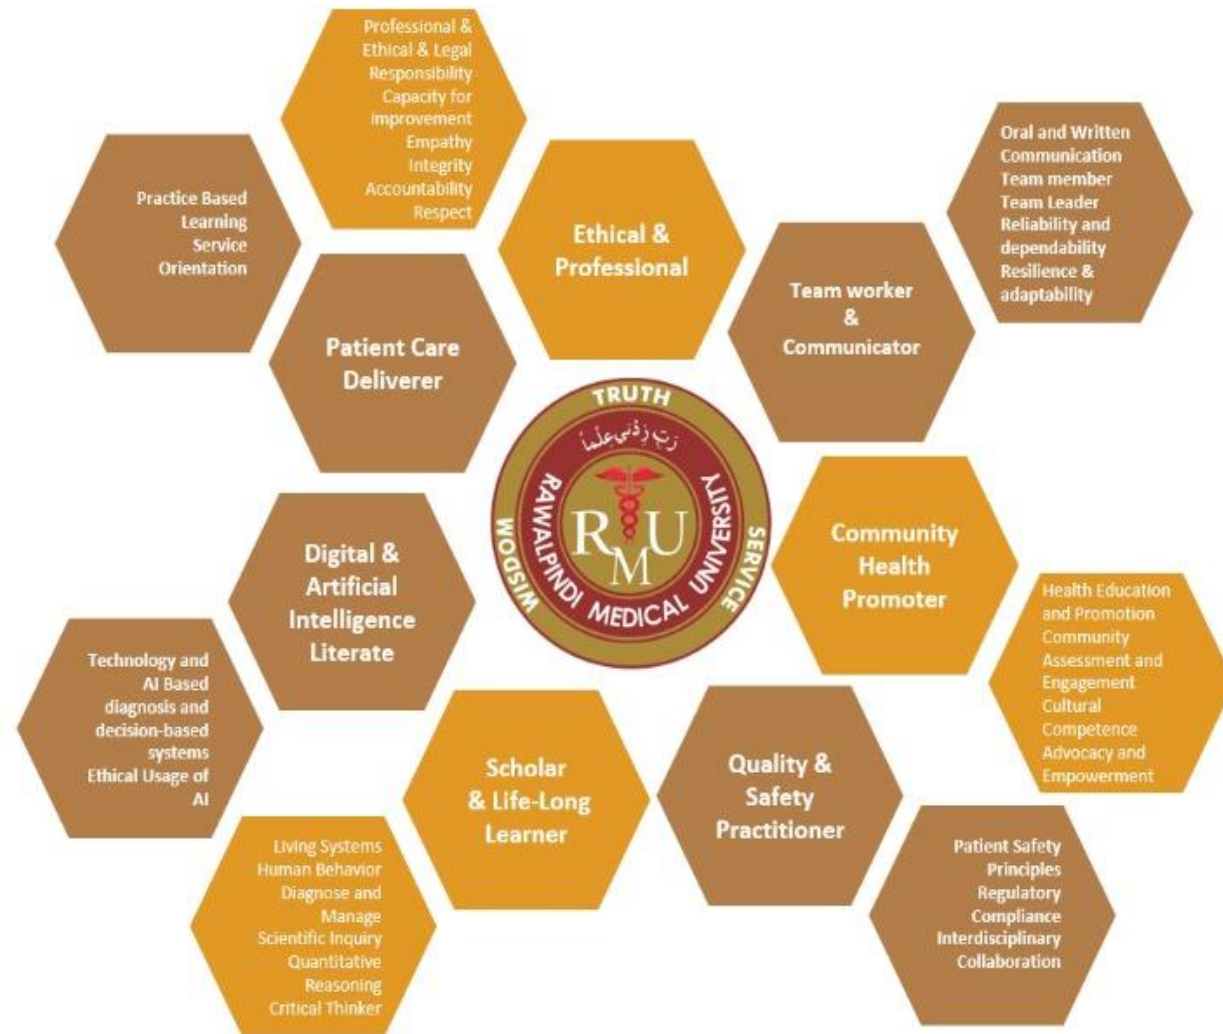 Professional &
Ethical & Legal
Responsibility
Capacity for
improvement
Empathy
Integrity
Accountability
Respect
Ethical &
Professional
Practice Based
Learning
Service
Orientation
Patient Care
Deliverer
Oral and Written
Communication
Team member
Team Leader
Reliability and
dependability
Resilience &
adaptability
Team worker
&
Communicator
TRUTH
WISDOM
SERVICE
رَبِّ زِدْنِي عِلْماً
RAWALPINDI MEDICAL UNIVERSITY
RMU
Digital &
Artificial
Intelligence
Literate
Technology and
AI Based
diagnosis and
decision-based
systems
Ethical Usage of
AI
Community
Health
Promoter
Health Education
and Promotion
Community
Assessment and
Engagement
Cultural
Competence
Advocacy and
Empowerment
Scholar
& Life-Long
Learner
Living Systems
Human Behavior
Diagnose and
Manage
Scientific Inquiry
Quantitative
Reasoning
Critical Thinker
Quality &
Safety
Practitioner
Patient Safety
Principles
Regulatory
Compliance
Interdisciplinary
Collaboration